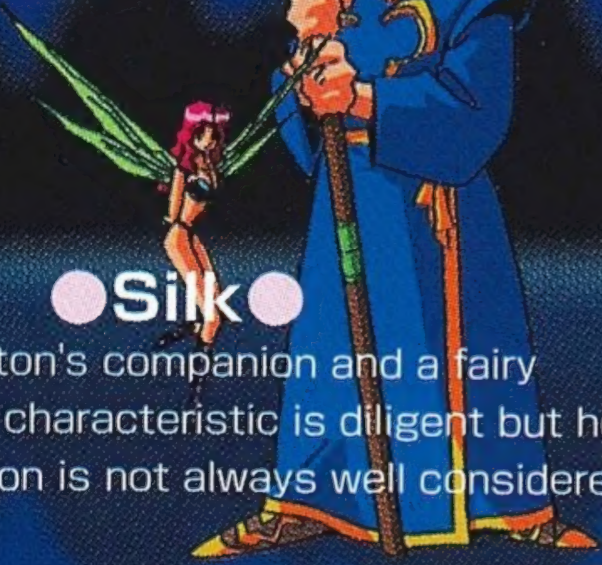 ●Silk●
ton's companion and a fairy
characteristic is diligent but h
on is not always well considere